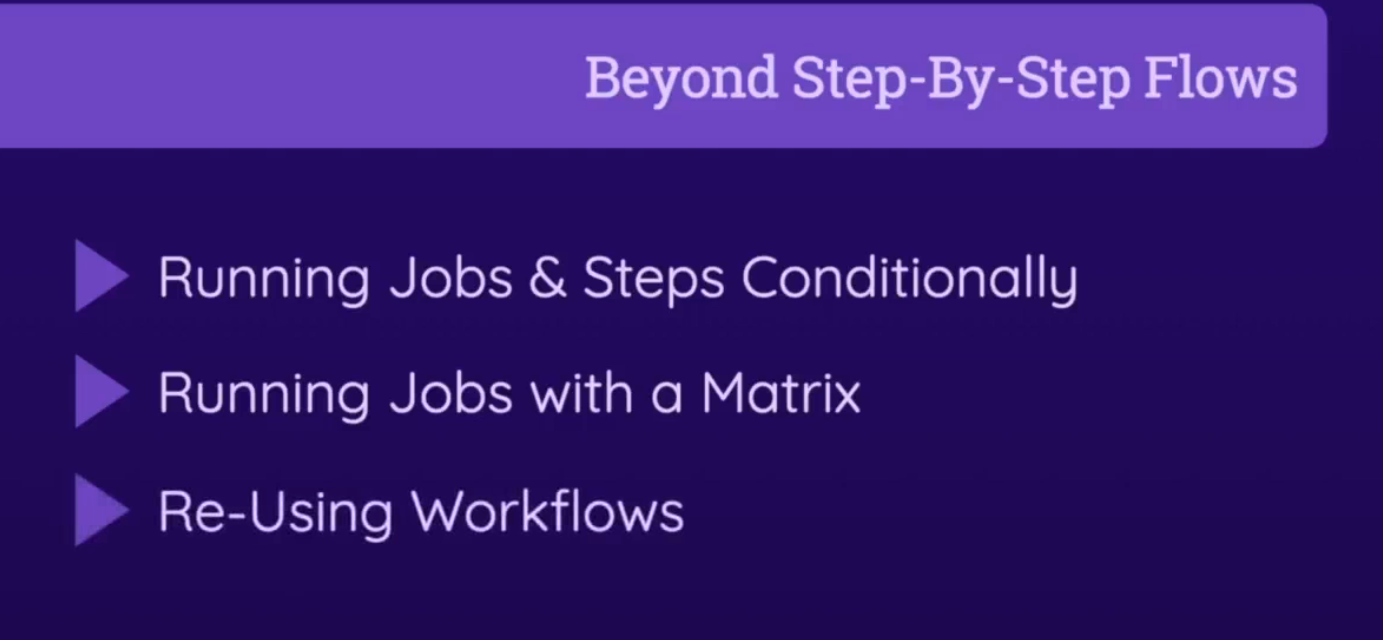 Beyond Step-By-Step Flows
Running Jobs & Steps Conditionally
Running Jobs with a Matrix
Re-Using Workflows